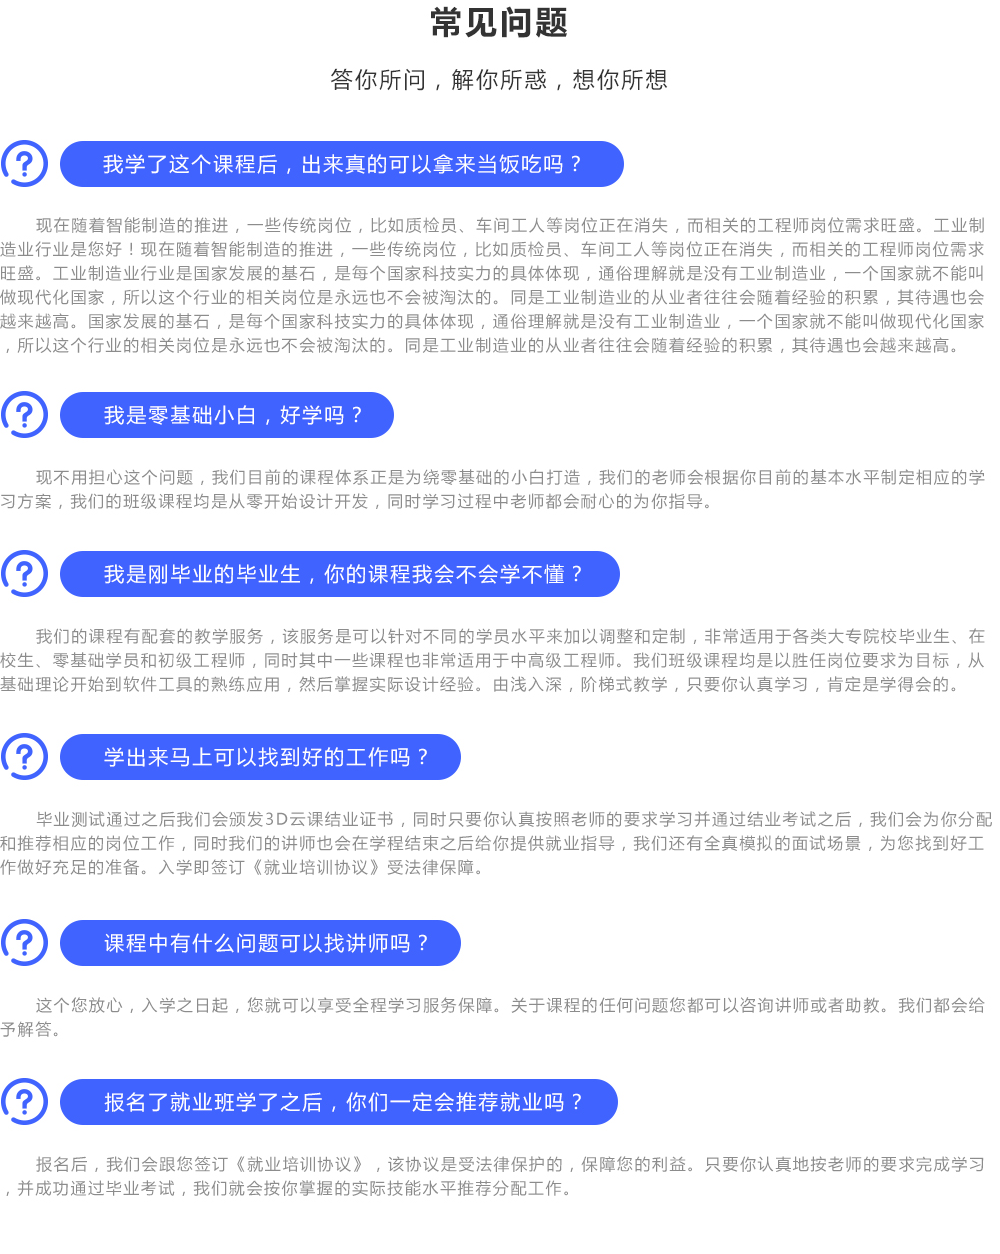 常见问题
答你所问，解你所惑，想你所想
我学了这个课程后，出来真的可以拿来当饭吃吗？
现在随着智能制造的推进，一些传统岗位，比如质检员、车间工人等岗位正在消失，而相关的工程师岗位需求旺盛。工业制
造业行业是您好！现在随着智能制造的推进，一些传统岗位，比如质检员、车间工人等岗位正在消失，而相关的工程师岗位需求
旺盛。工业制造业行业是国家发展的基石，是每个国家科技实力的具体体现，通俗理解就是没有工业制造业，一个国家就不能叫
做现代化国家，所以这个行业的相关岗位是永远也不会被淘汰的。同是工业制造业的从业者往往会随着经验的积累，其待遇也会
越来越高。国家发展的基石，是每个国家科技实力的具体体现，通俗理解就是没有工业制造业，一个国家就不能叫做现代化国家
，所以这个行业的相关岗位是永远也不会被淘汰的。同是工业制造业的从业者往往会随着经验的积累，其待遇也会越来越高。
我是零基础小白，好学吗？
现不用担心这个问题，我们目前的课程体系正是为绕零基础的小白打造，我们的老师会根据你目前的基本水平制定相应的学
习方案，我们的班级课程均是从零开始设计开发，同时学习过程中老师都会耐心的为你指导。
我是刚毕业的毕业生，你的课程我会不会学不懂？
我们的课程有配套的教学服务，该服务是可以针对不同的学员水平来加以调整和定制，非常适用于各类大专院校毕业生、在
校生、零基础学员和初级工程师，同时其中一些课程也非常适用于中高级工程师。我们班级课程均是以胜任岗位要求为目标，从
基础理论开始到软件工具的熟练应用，然后掌握实际设计经验。由浅入深，阶梯式教学，只要你认真学习，肯定是学得会的。
学出来马上可以找到好的工作吗？
毕业测试通过之后我们会颁发3D云课结业证书，同时只要你认真按照老师的要求学习并通过结业考试之后，我们会为你分配
和推荐相应的岗位工作，同时我们的讲师也会在学程结束之后给你提供就业指导，我们还有全真模拟的面试场景，为您找到好工
作做好充足的准备。入学即签订《就业培训协议》受法律保障。
课程中有什么问题可以找讲师吗？
这个您放心，入学之日起，您就可以享受全程学习服务保障。关于课程的任何问题您都可以咨询讲师或者助教。我们都会给
予解答。
报名了就业班学了之后，你们一定会推荐就业吗？
报名后，我们会跟您签订《就业培训协议》，该协议是受法律保护的，保障您的利益。只要你认真地按老师的要求完成学习
，并成功通过毕业考试，我们就会按你掌握的实际技能水平推荐分配工作。